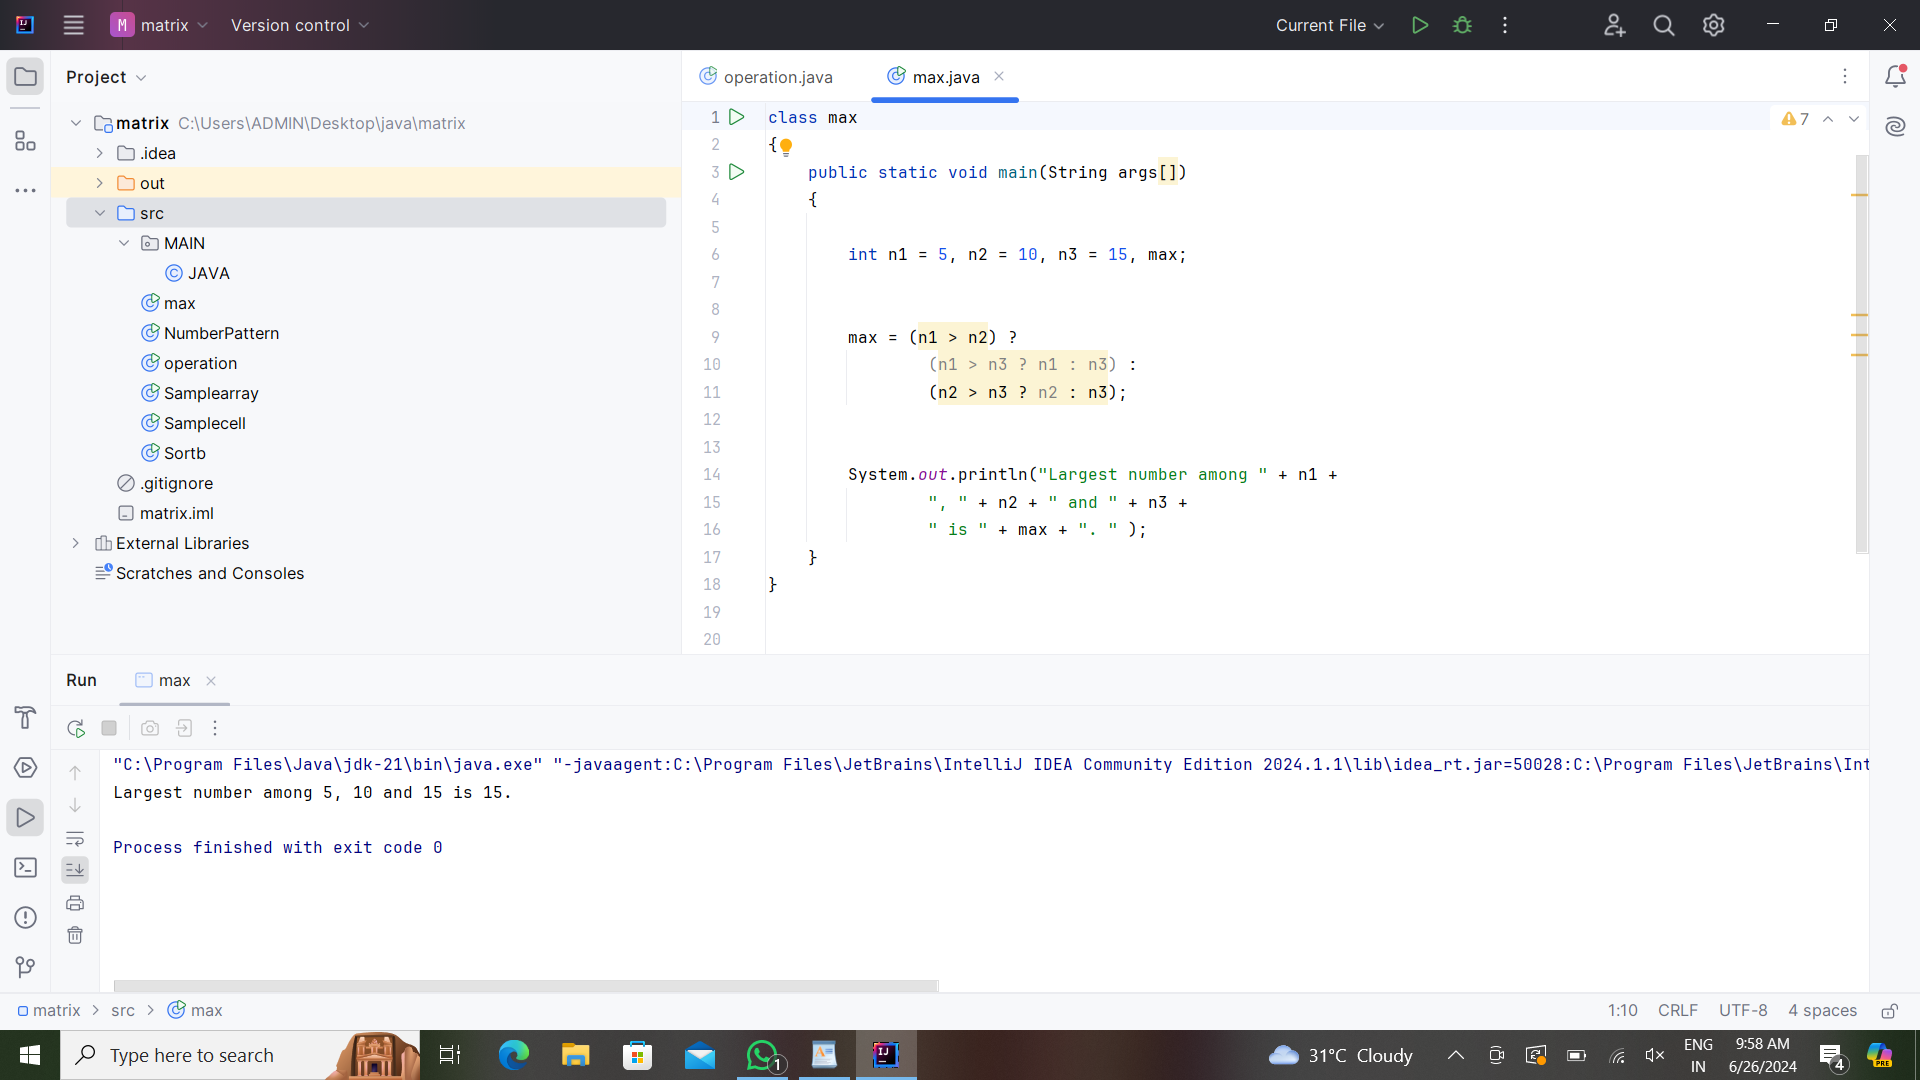 M matrix Version control Current File
Project
matrix C:\Users\ADMIN\Desktop\java\matrix
.idea
out
src
MAIN
JAVA
max
NumberPattern
operation
Samplearray
Samplecell
Sortb
.gitignore
matrix.iml
External Libraries
Scratches and Consoles
operation.java max.java
7
1 class max
2 {
3 public static void main(String args[])
4 {
5
6 int n1 = 5, n2 = 10, n3 = 15, max;
7
8
9 max = (n1 > n2) ?
10 (n1 > n3 ? n1 : n3) :
11 (n2 > n3 ? n2 : n3);
12
13
14 System.out.println("Largest number among " + n1 +
15 ", " + n2 + " and " + n3 +
16 " is " + max + ". " );
17 }
18 }
19
20
Run max
"C:\Program Files\Java\jdk-21\bin\java.exe" "-javaagent:C:\Program Files\JetBrains\IntelliJ IDEA Community Edition 2024.1.1\lib\idea_rt.jar=50028:C:\Program Files\JetBrains\Int
Largest number among 5, 10 and 15 is 15.
Process finished with exit code 0
matrix > src > max 1:10 CRLF UTF-8 4 spaces
Type here to search 1 IJ 31°C Cloudy ENG IN 9:58 AM 6/26/2024 4 PRE